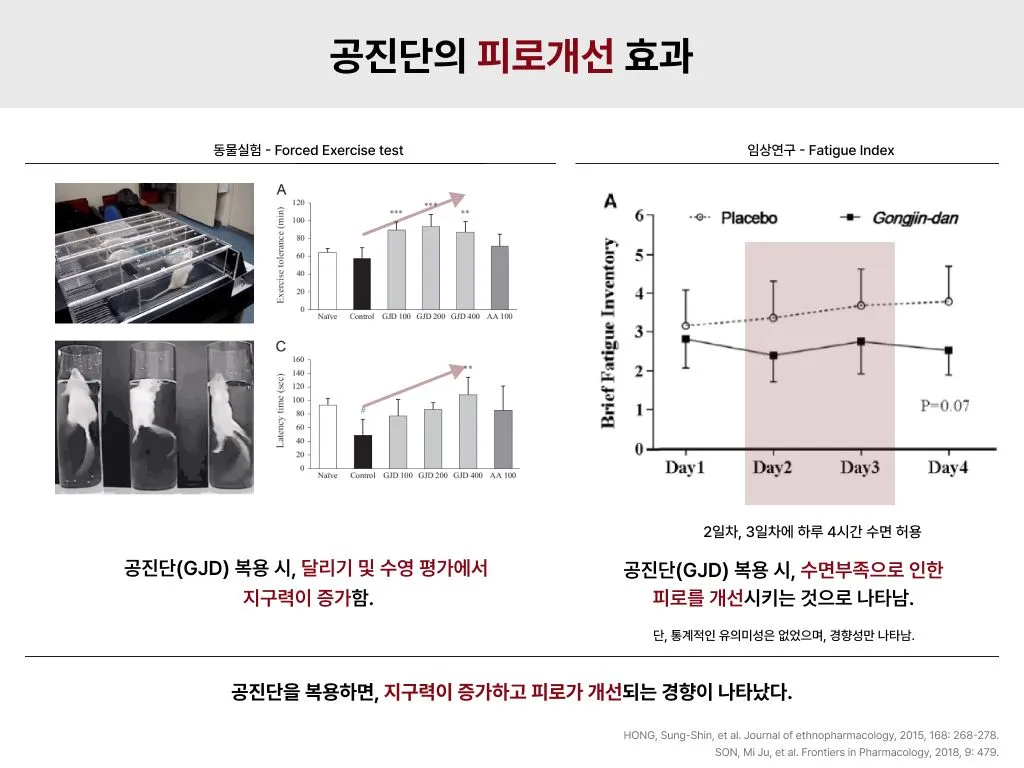 공진단의 피로개선 효과
동물실험 - Forced Exercise test
A
Exercise tolerance (min)
120
100
80
60
40
20
0
***
***
**
Naïve Control GJD 100 GJD 200 GJD 400 AA 100
C
Latency time (sec)
160
140
120
100
80
60
40
20
0
#
**
Naïve Control GJD 100 GJD 200 GJD 400 AA 100
공진단(GJD) 복용 시, 달리기 및 수영 평가에서
지구력이 증가함.
임상연구 - Fatigue Index
A
Placebo Gongjin-dan
Brief Fatigue Inventory
6
5
4
3
2
1
0
P=0.07
Day1 Day2 Day3 Day4
2일차, 3일차에 하루 4시간 수면 허용
공진단(GJD) 복용 시, 수면부족으로 인한
피로를 개선시키는 것으로 나타남.
단, 통계적인 유의미성은 없었으며, 경향성만 나타남.
공진단을 복용하면, 지구력이 증가하고 피로가 개선되는 경향이 나타났다.
HONG, Sung-Shin, et al. Journal of ethnopharmacology, 2015, 168: 268-278.
SON, Mi Ju, et al. Frontiers in Pharmacology, 2018, 9: 479.